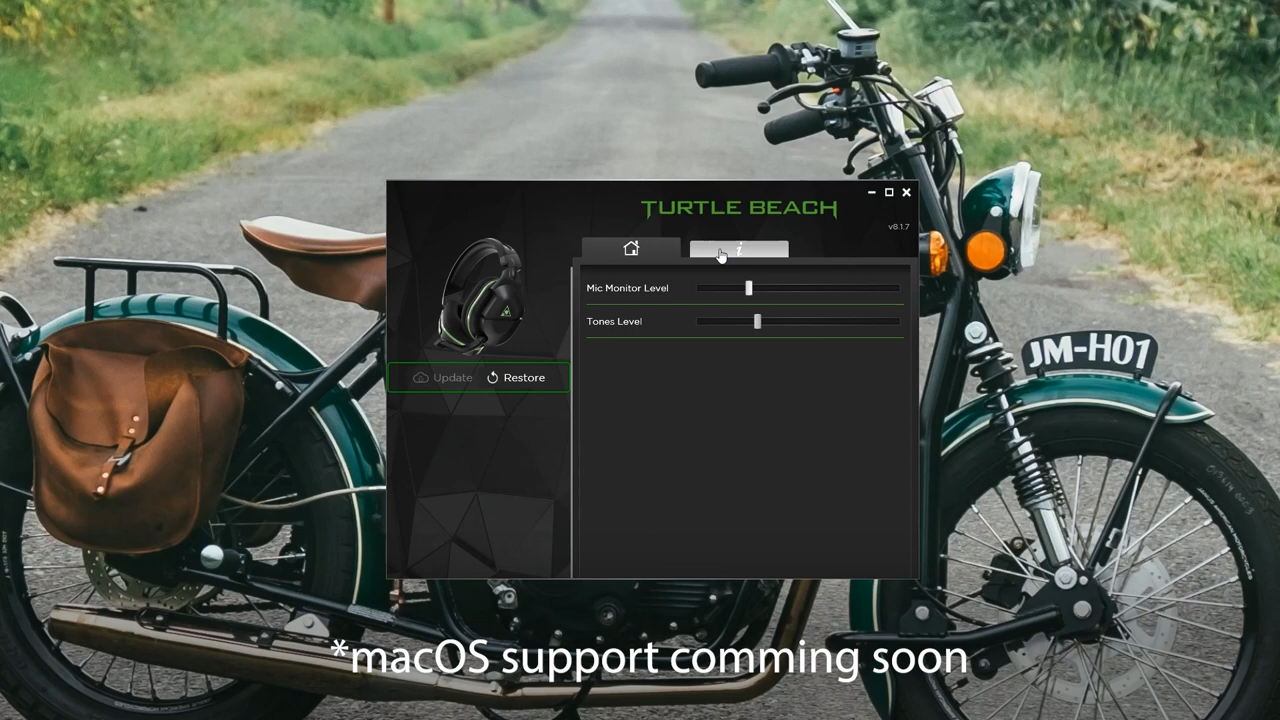 TURTLE BEACH
v8.1.7
i
Mic Monitor Level
Tones Level
Update Restore
JM-H01
*macOS support comming soon